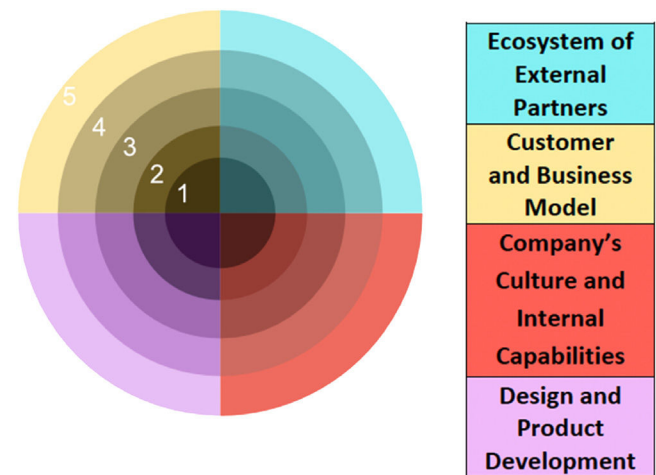 5
4
3
2
1
Ecosystem of
External
Partners
Customer
and Business
Model
Company's
Culture and
Internal
Capabilities
Design and
Product
Development